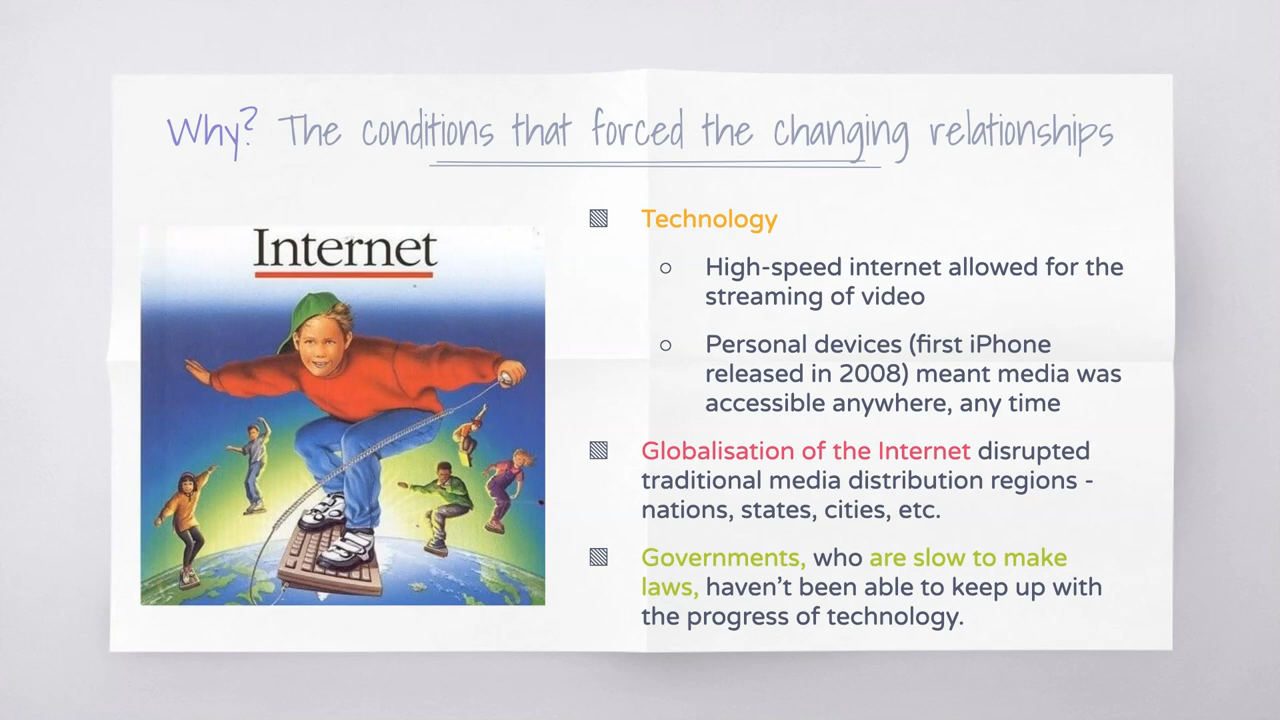 Why? The conditions that forced the changing relationships
Internet
Technology
High-speed internet allowed for the
streaming of video
Personal devices (first iPhone
released in 2008) meant media was
accessible anywhere, any time
Globalisation of the Internet disrupted
traditional media distribution regions -
nations, states, cities, etc.
Governments, who are slow to make
laws, haven’t been able to keep up with
the progress of technology.